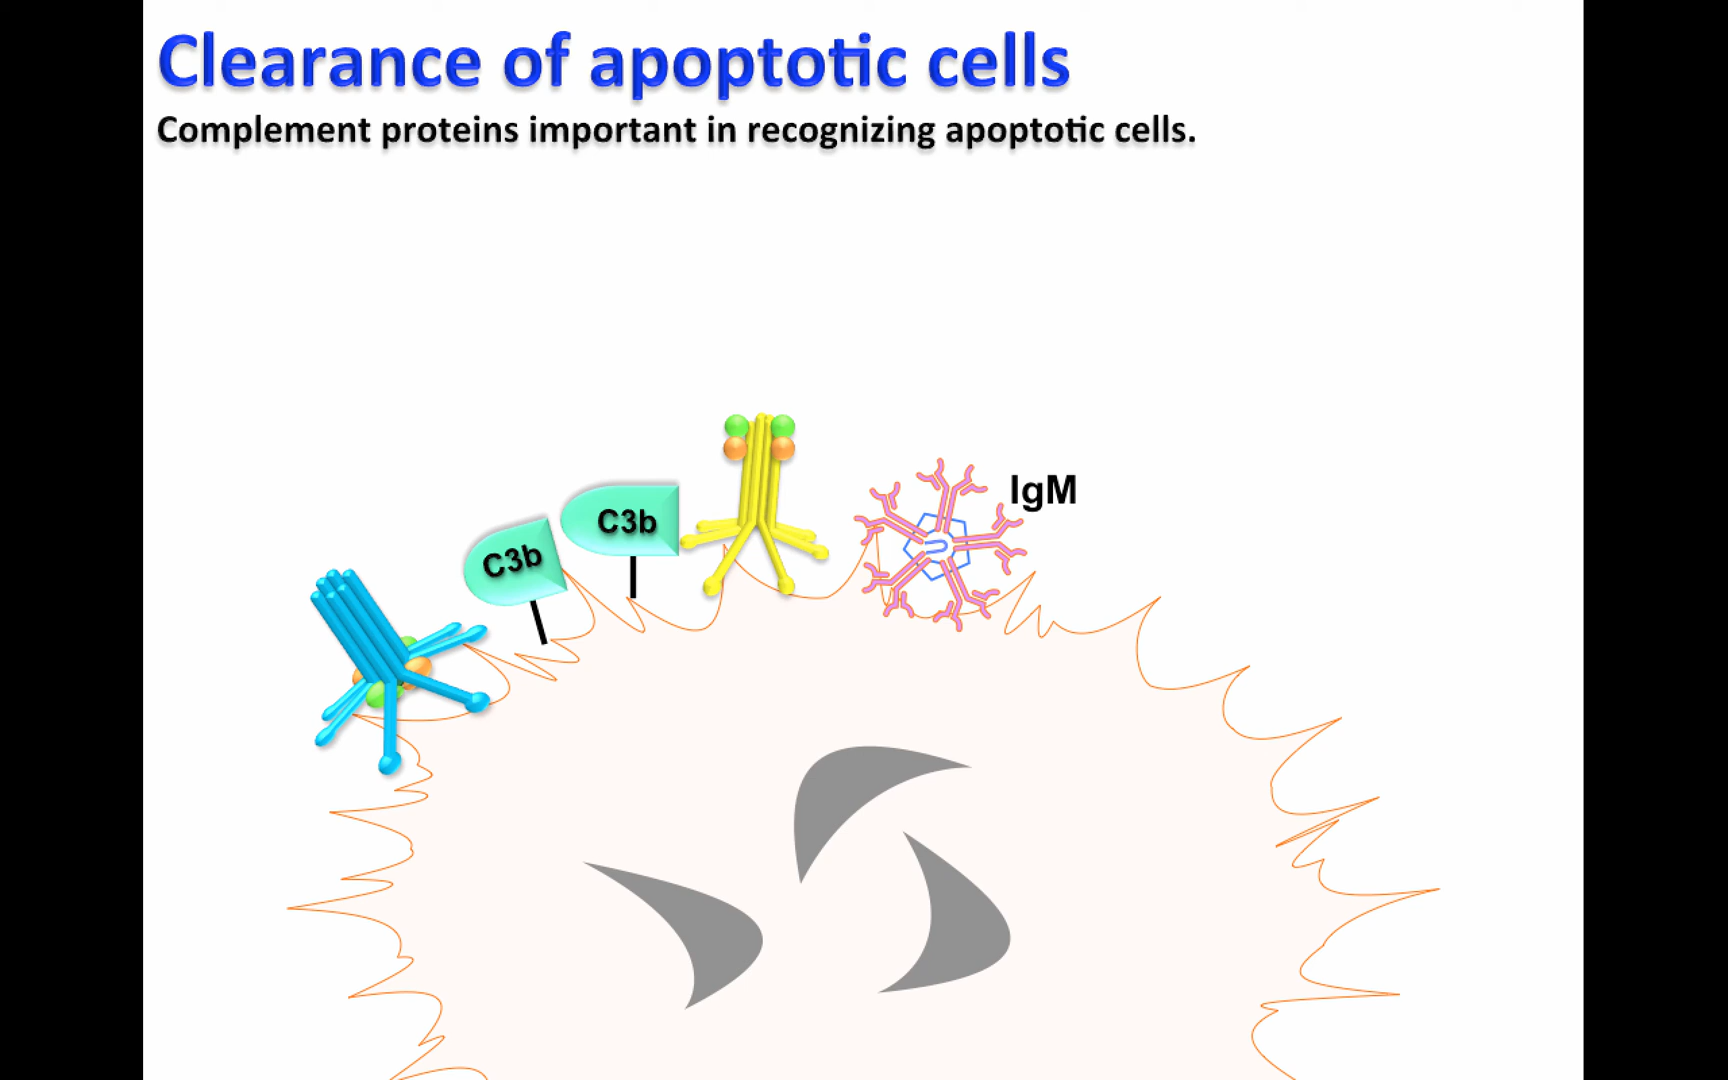 Clearance of apoptotic cells
Complement proteins important in recognizing apoptotic cells.
IgM
C3b
C3b